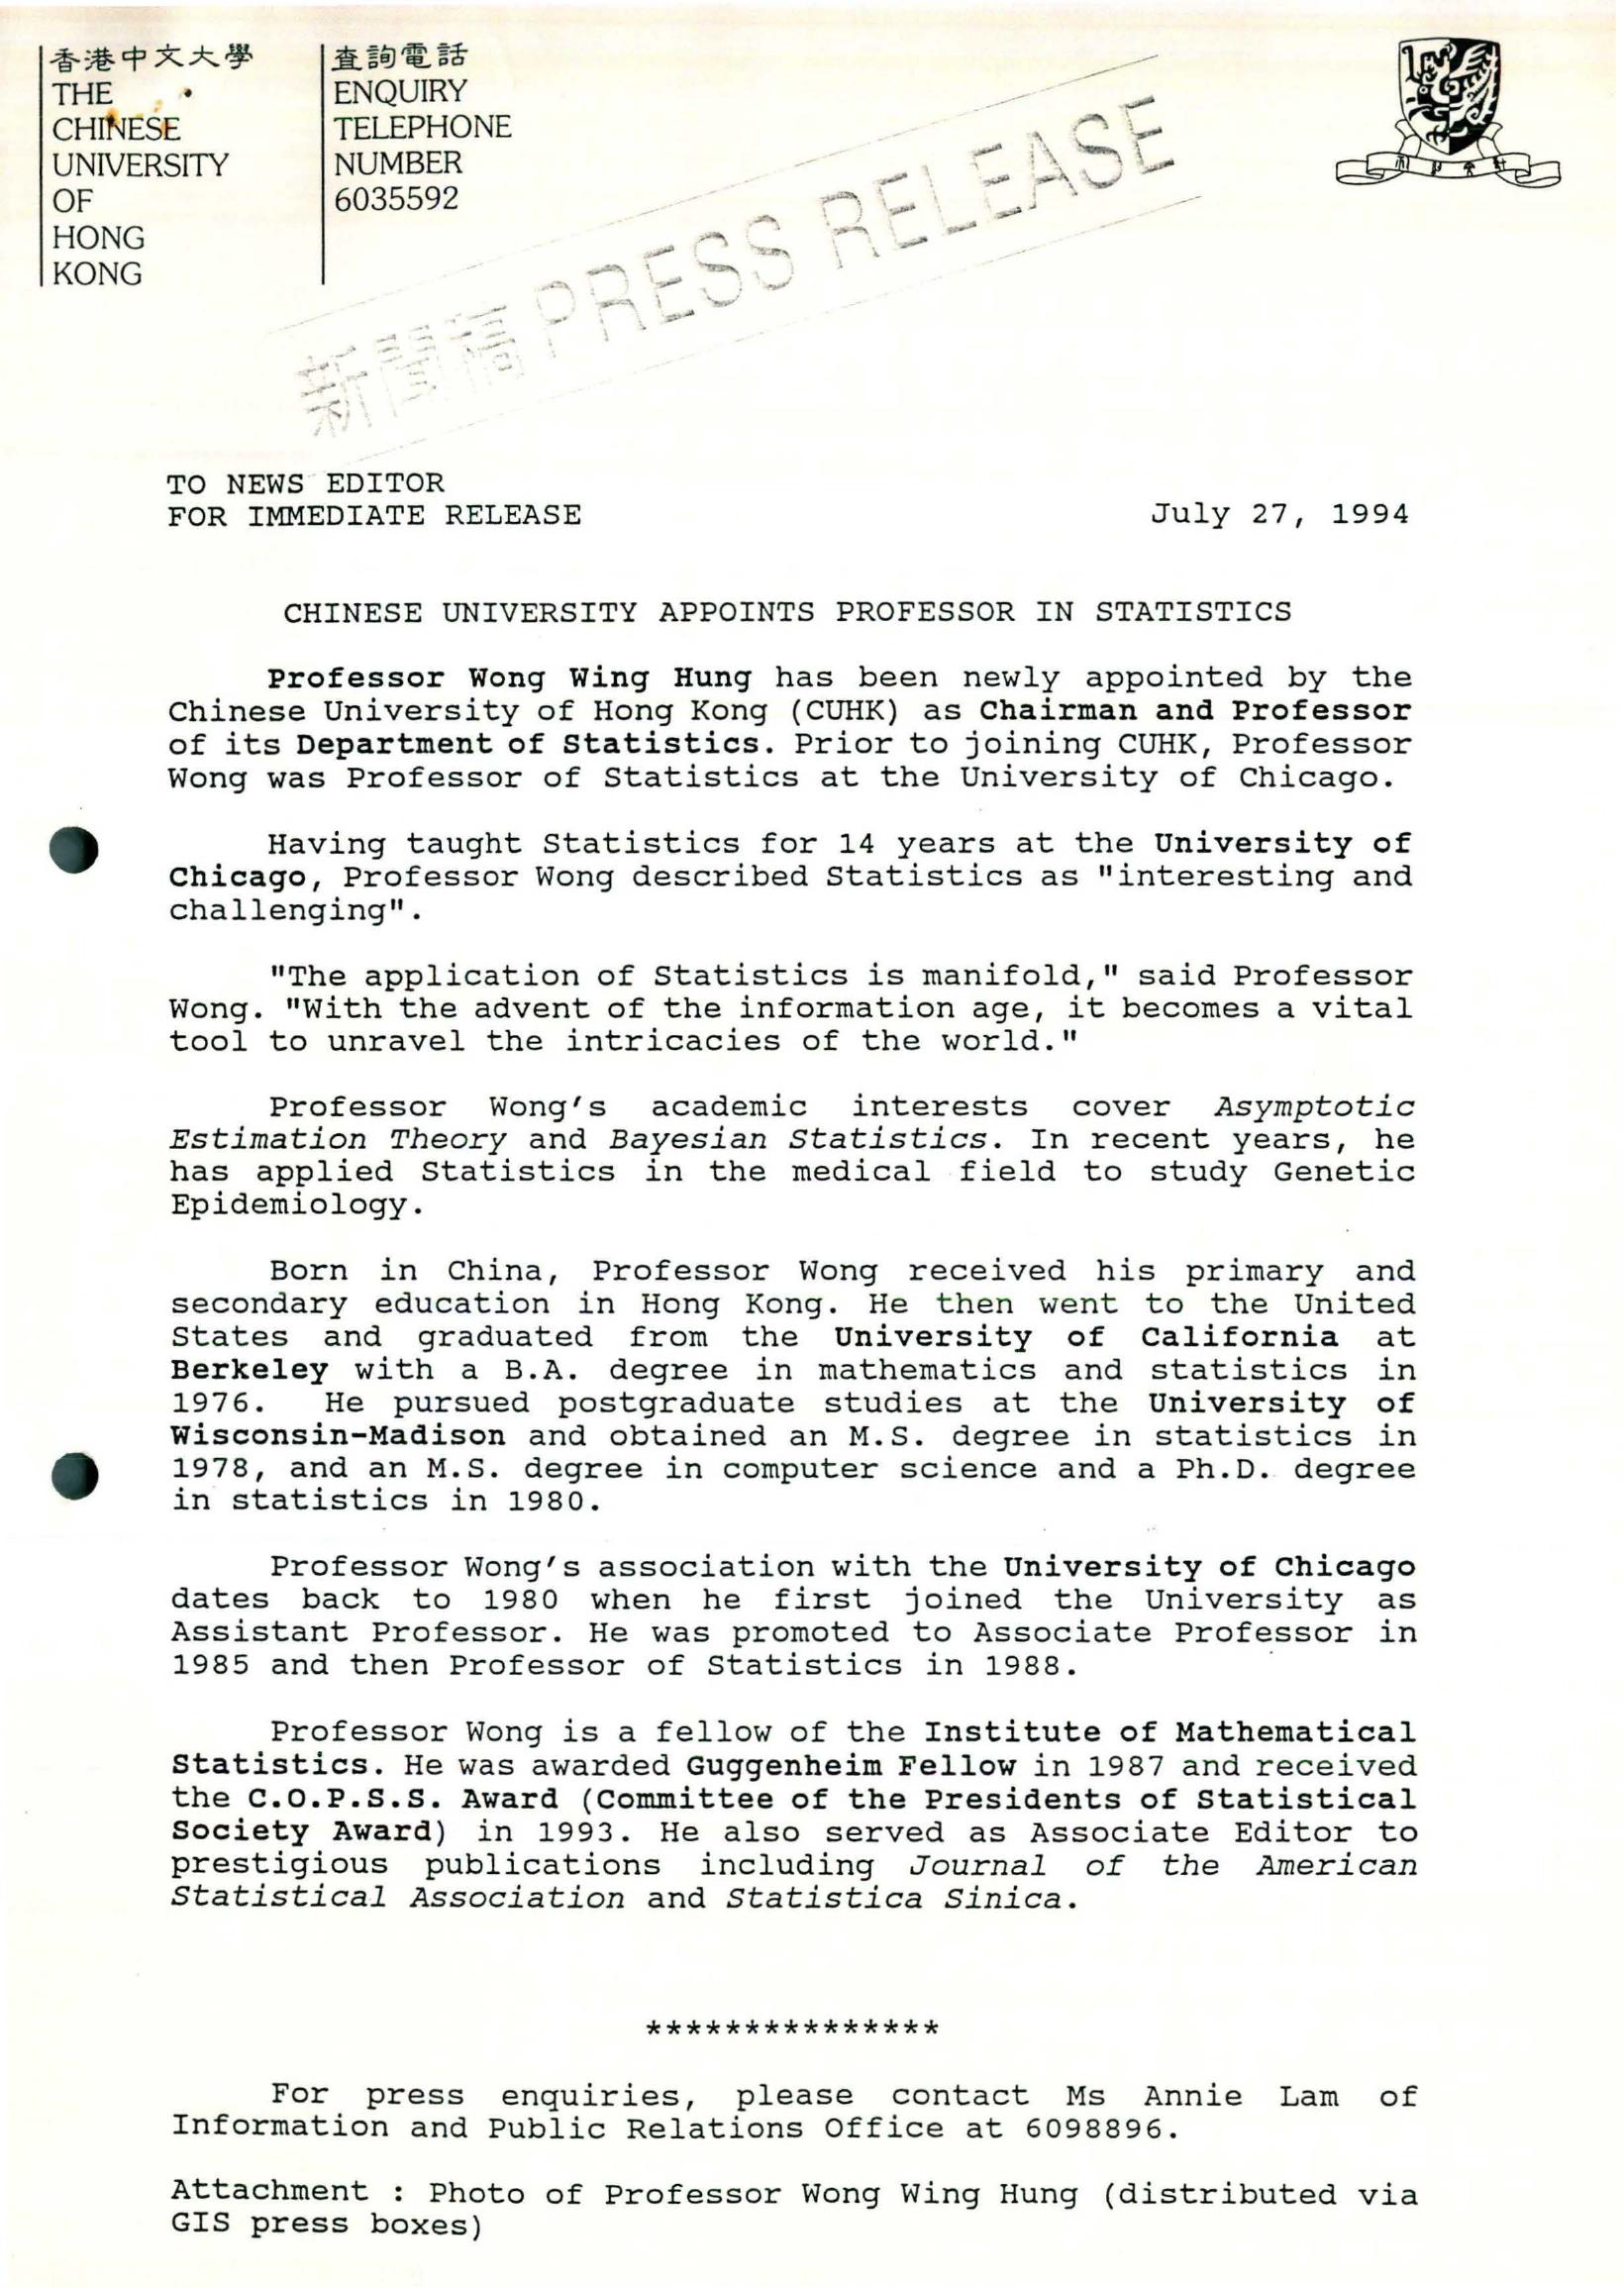 香港中文大學
THE
CHINESE
UNIVERSITY
OF
HONG
KONG
查詢電話
ENQUIRY
TELEPHONE
NUMBER
6035592
新聞稿 PRESS RELEASE
TO NEWS EDITOR
FOR IMMEDIATE RELEASE
July 27, 1994
CHINESE UNIVERSITY APPOINTS PROFESSOR IN STATISTICS
Professor Wong Wing Hung has been newly appointed by the
Chinese University of Hong Kong (CUHK) as Chairman and Professor
of its Department of Statistics. Prior to joining CUHK, Professor
Wong was Professor of Statistics at the University of Chicago.
Having taught Statistics for 14 years at the University of
Chicago, Professor Wong described Statistics as "interesting and
challenging".
"The application of Statistics is manifold," said Professor
Wong. "With the advent of the information age, it becomes a vital
tool to unravel the intricacies of the world."
Professor Wong's academic interests cover Asymptotic
Estimation Theory and Bayesian Statistics. In recent years, he
has applied Statistics in the medical field to study Genetic
Epidemiology.
Born in China, Professor Wong received his primary and
secondary education in Hong Kong. He then went to the United
States and graduated from the University of California at
Berkeley with a B.A. degree in mathematics and statistics in
1976. He pursued postgraduate studies at the University of
Wisconsin-Madison and obtained an M.S. degree in statistics in
1978, and an M.S. degree in computer science and a Ph.D. degree
in statistics in 1980.
Professor Wong's association with the University of Chicago
dates back to 1980 when he first joined the University as
Assistant Professor. He was promoted to Associate Professor in
1985 and then Professor of Statistics in 1988.
Professor Wong is a fellow of the Institute of Mathematical
Statistics. He was awarded Guggenheim Fellow in 1987 and received
the C.O.P.S.S. Award (Committee of the Presidents of Statistical
Society Award) in 1993. He also served as Associate Editor to
prestigious publications including Journal of the American
Statistical Association and Statistica Sinica.
***************
For press enquiries, please contact Ms Annie Lam of
Information and Public Relations Office at 6098896.
Attachment : Photo of Professor Wong Wing Hung (distributed via
GIS press boxes)